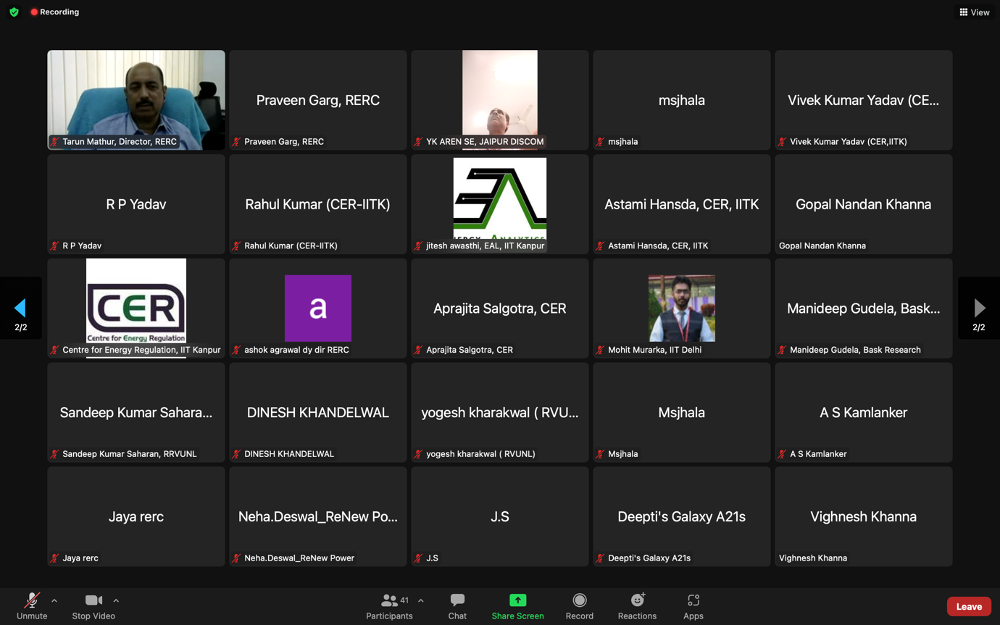 Recording
View
Tarun Mathur, Director, RERC
Praveen Garg, RERC
Praveen Garg, RERC
YK AREN SE, JAIPUR DISCOM
msjhala
msjhala
Vivek Kumar Yadav (CE...
Vivek Kumar Yadav (CER,IITK)
R P Yadav
R P Yadav
Rahul Kumar (CER-IITK)
Rahul Kumar (CER-IITK)
jitesh awasthi, EAL, IIT Kanpur
Astami Hansda, CER, IITK
Astami Hansda, CER, IITK
Gopal Nandan Khanna
Gopal Nandan Khanna
CER
Centre for Energy Regulation
Centre for Energy Regulation, IIT Kanpur
a
ashok agrawal dy dir RERC
Aprajita Salgotra, CER
Aprajita Salgotra, CER
Mohit Murarka, IIT Delhi
Manideep Gudela, Bask...
Manideep Gudela, Bask Research
2/2
2/2
Sandeep Kumar Sahara...
Sandeep Kumar Saharan, RRVUNL
DINESH KHANDELWAL
DINESH KHANDELWAL
yogesh kharakwal ( RVU...
yogesh kharakwal ( RVUNL)
Msjhala
Msjhala
A S Kamlanker
A S Kamlanker
Jaya rerc
Jaya rerc
Neha.Deswal_ReNew Po...
Neha.Deswal_ReNew Power
J.S
J.S
Deepti's Galaxy A21s
Deepti's Galaxy A21s
Vighnesh Khanna
Vighnesh Khanna
Unmute
Stop Video
41
Participants
Chat
Share Screen
Record
Reactions
Apps
Leave